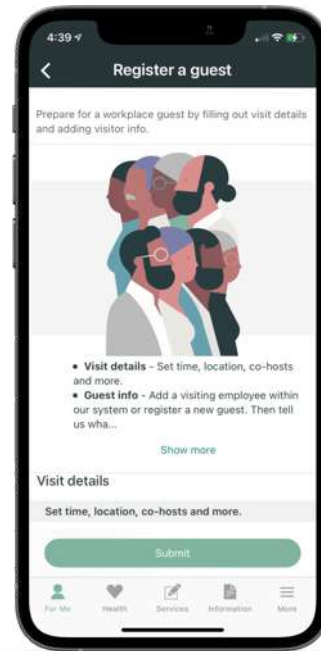 4:39
Register a guest
Prepare for a workplace guest by filling out visit details
and adding visitor info.
• Visit details - Set time, location, co-hosts
and more.
• Guest info - Add a visiting employee within
our system or register a new guest. Then tell
us wha...
Show more
Visit details
Set time, location, co-hosts and more.
Submit
For Me Health Services Information More